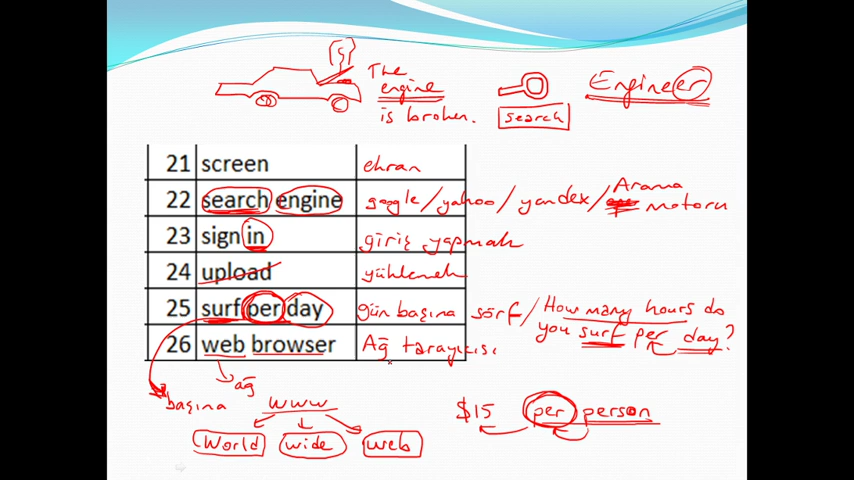 The
engine
is broken.
search
Engineer
21 screen ekran
22 search engine google/yahoo/yandex/Arama motoru
23 sign in giriş yapmak
24 upload yüklenek
25 surf per day gün başına sörf/How many hours do
you surf per day?
26 web browser Ağ tarayıcısı
ağ
başına
www
World wide web
$15 per person